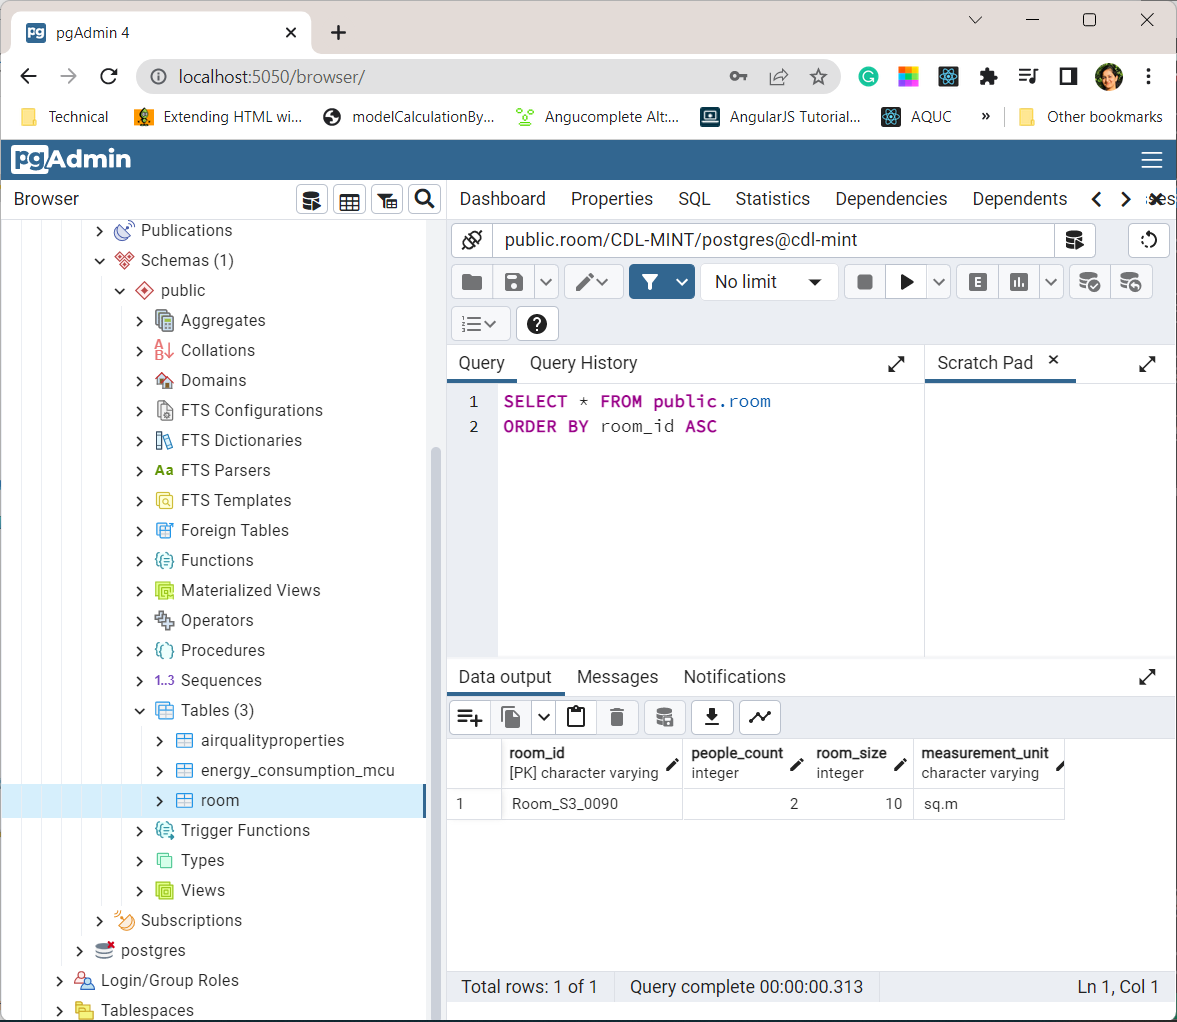 pgAdmin 4
localhost:5050/browser/
Technical
Extending HTML wi...
modelCalculationBy...
Angucomplete Alt:...
AngularJS Tutorial...
AQUC
»
Other bookmarks
pgAdmin
Browser
Dashboard
Properties
SQL
Statistics
Dependencies
Dependents
Publications
Schemas (1)
public
Aggregates
Collations
Domains
FTS Configurations
FTS Dictionaries
Aa FTS Parsers
FTS Templates
Foreign Tables
Functions
Materialized Views
Operators
Procedures
1..3 Sequences
Tables (3)
airqualityproperties
energy_consumption_mcu
room
Trigger Functions
Types
Views
Subscriptions
postgres
Login/Group Roles
Tablespaces
public.room/CDL-MINT/postgres@cdl-mint
No limit
E
Query
Query History
Scratch Pad
1 SELECT * FROM public.room
2 ORDER BY room_id ASC
Data output
Messages
Notifications
room_id
[PK] character varying
people_count
integer
room_size
integer
measurement_unit
character varying
1 Room_S3_0090 2 10 sq.m
Total rows: 1 of 1
Query complete 00:00:00.313
Ln 1, Col 1